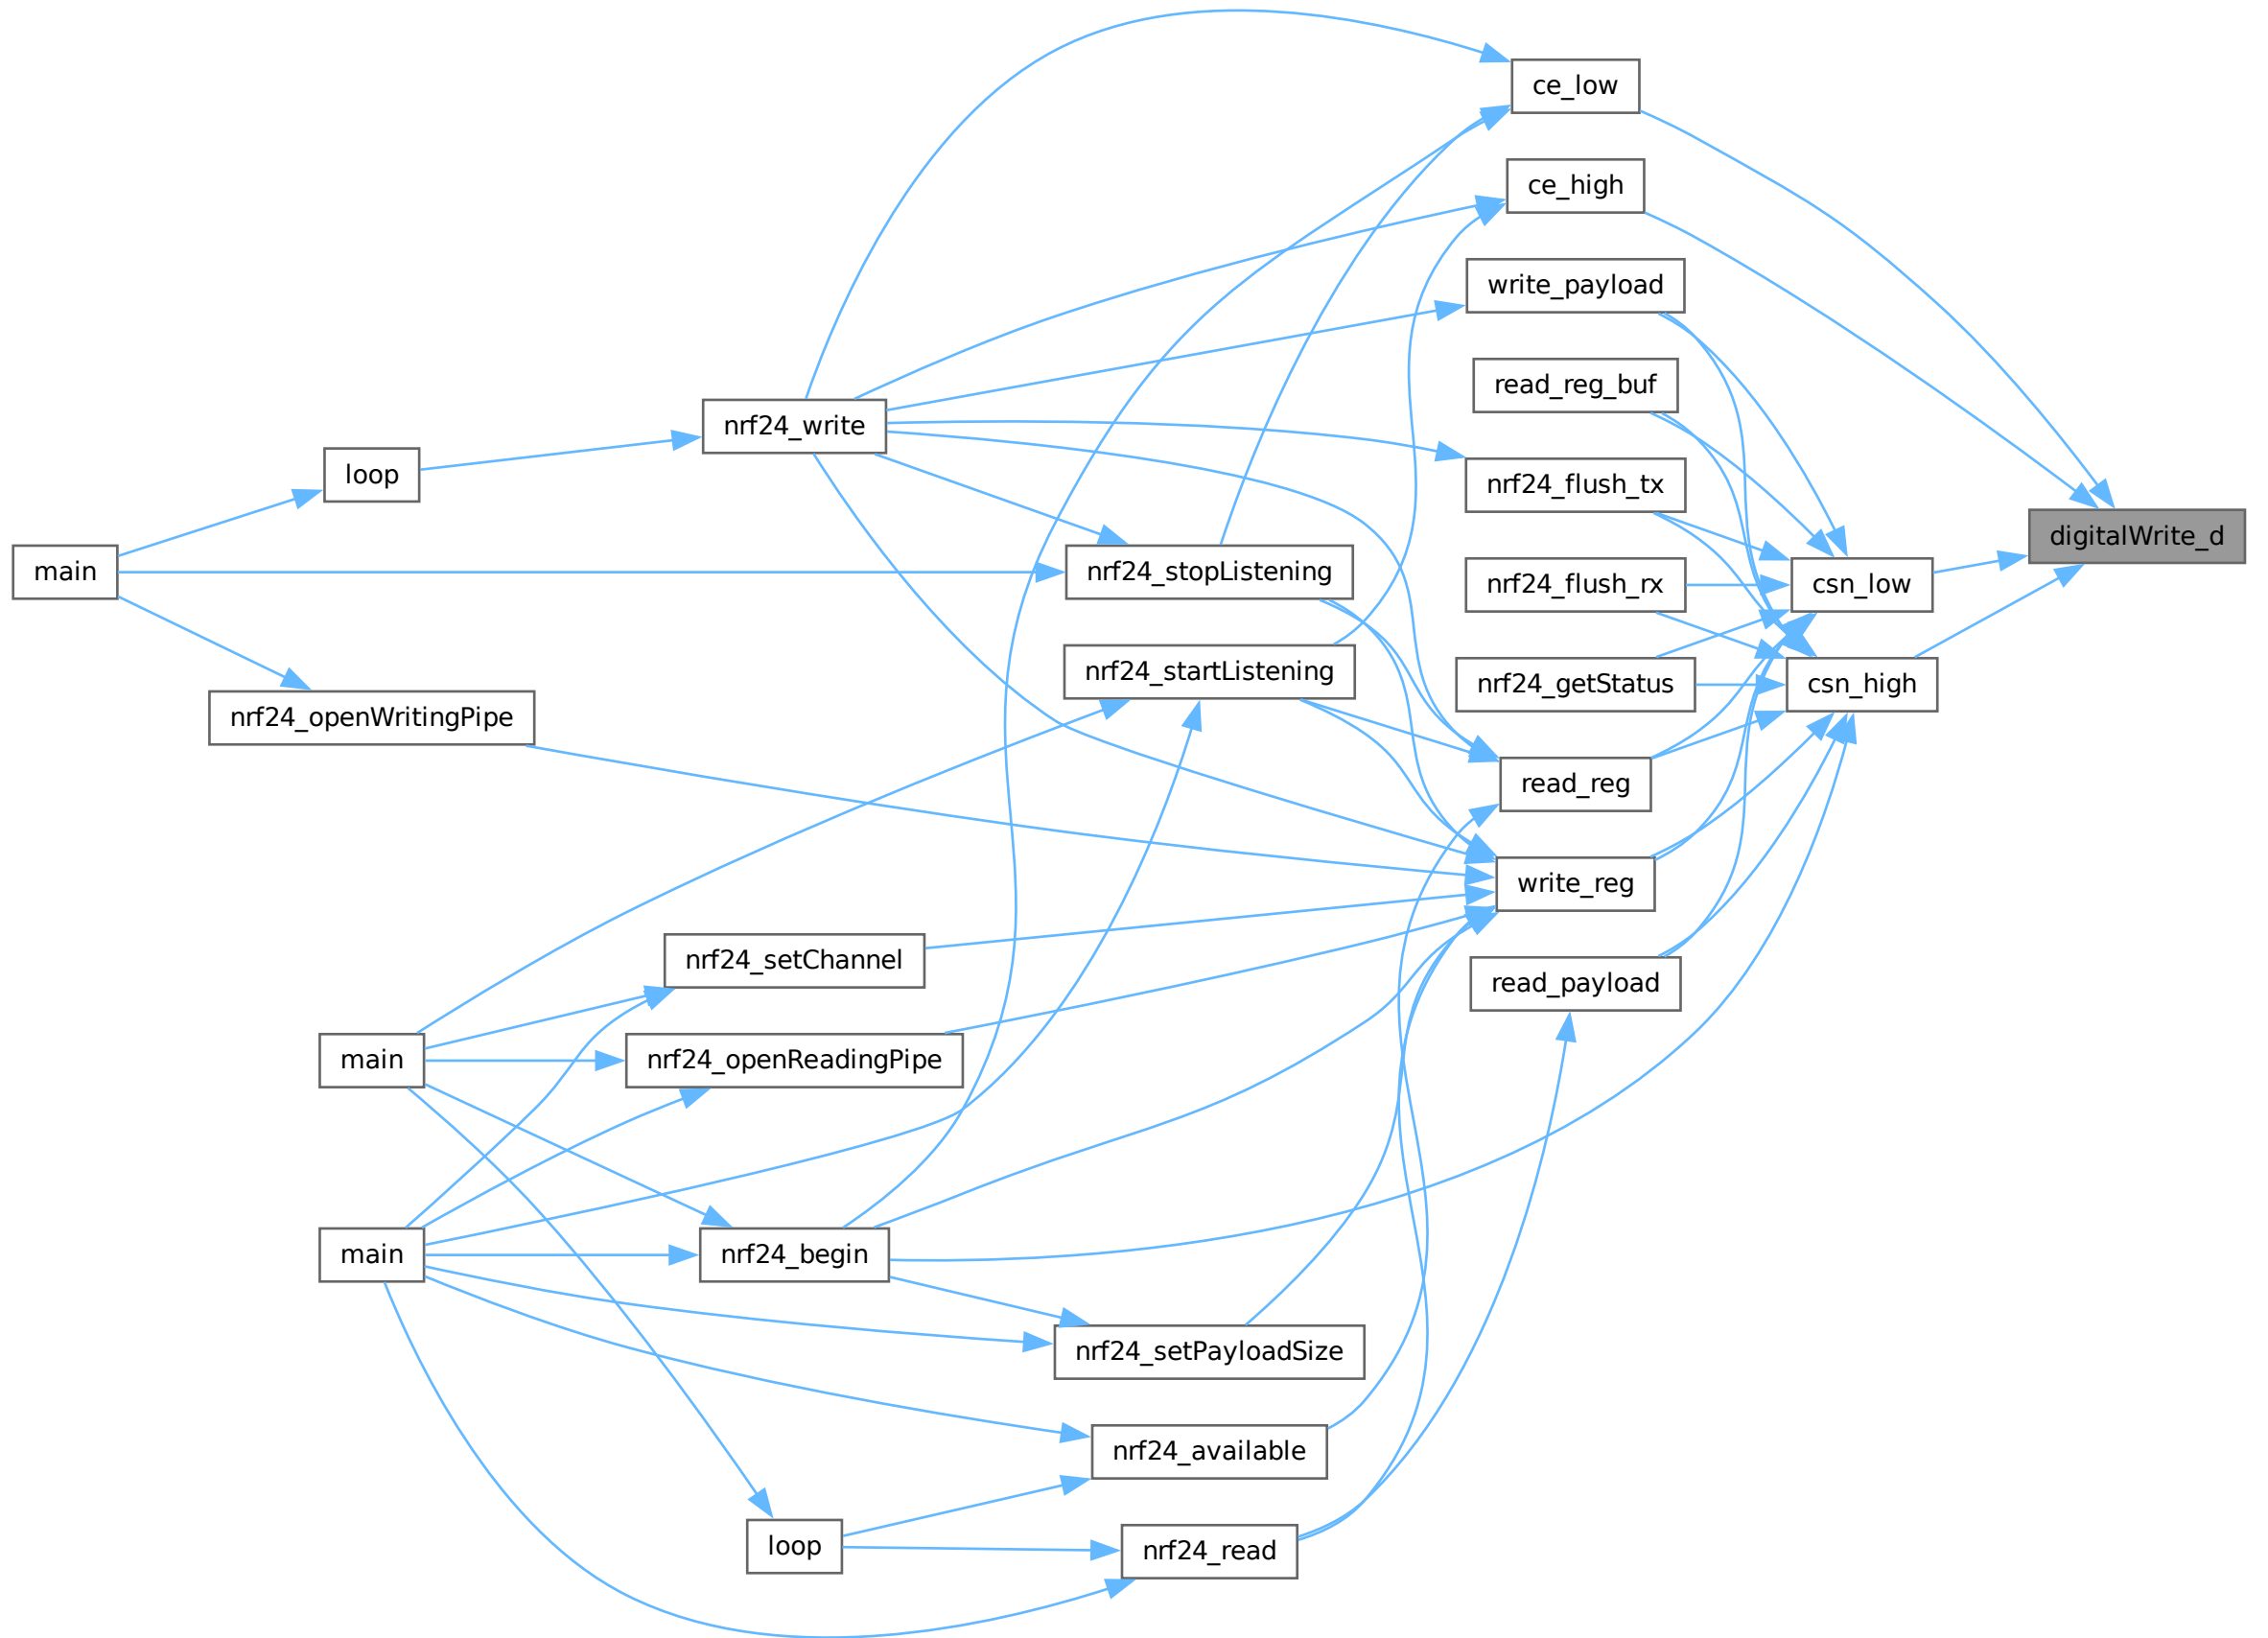 ce_low
ce_high
write_payload
read_reg_buf
nrf24_write
loop
nrf24_flush_tx
digitalWrite_d
main
nrf24_stopListening
nrf24_flush_rx
csn_low
nrf24_startListening
nrf24_getStatus
csn_high
nrf24_openWritingPipe
read_reg
write_reg
nrf24_setChannel
read_payload
main
nrf24_openReadingPipe
main
nrf24_begin
nrf24_setPayloadSize
nrf24_available
loop
nrf24_read